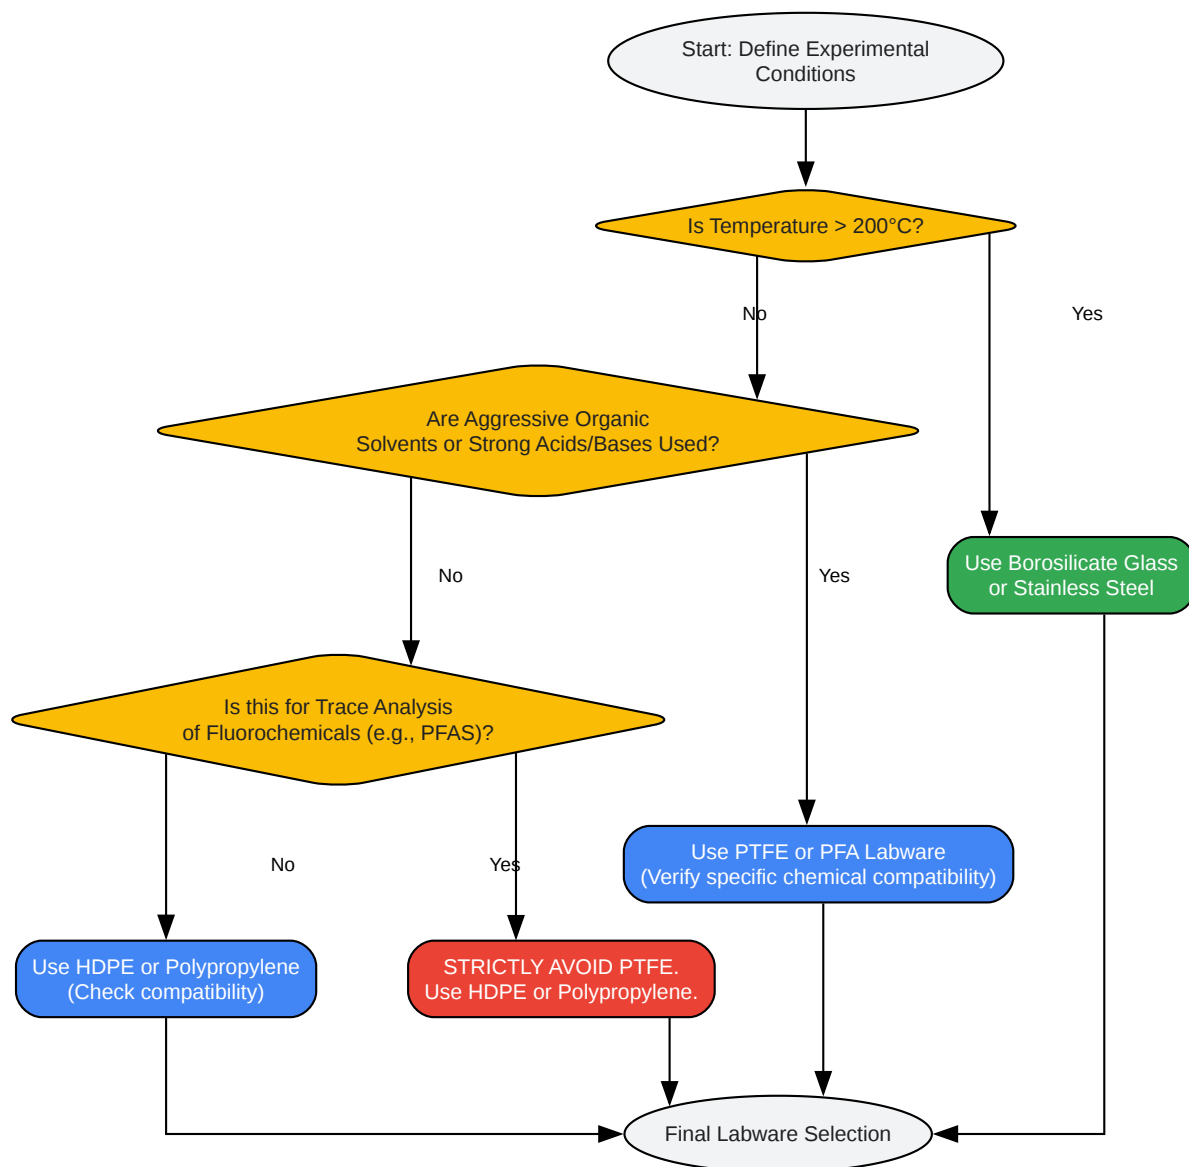 Start: Define Experimental
Conditions
Is Temperature > 200°C?
No
Yes
Are Aggressive Organic
Solvents or Strong Acids/Bases Used?
Use Borosilicate Glass
or Stainless Steel
No
Yes
Is this for Trace Analysis
of Fluorochemicals (e.g., PFAS)?
Use PTFE or PFA Labware
(Verify specific chemical compatibility)
No
Yes
Use HDPE or Polypropylene
(Check compatibility)
STRICTLY AVOID PTFE.
Use HDPE or Polypropylene.
Final Labware Selection